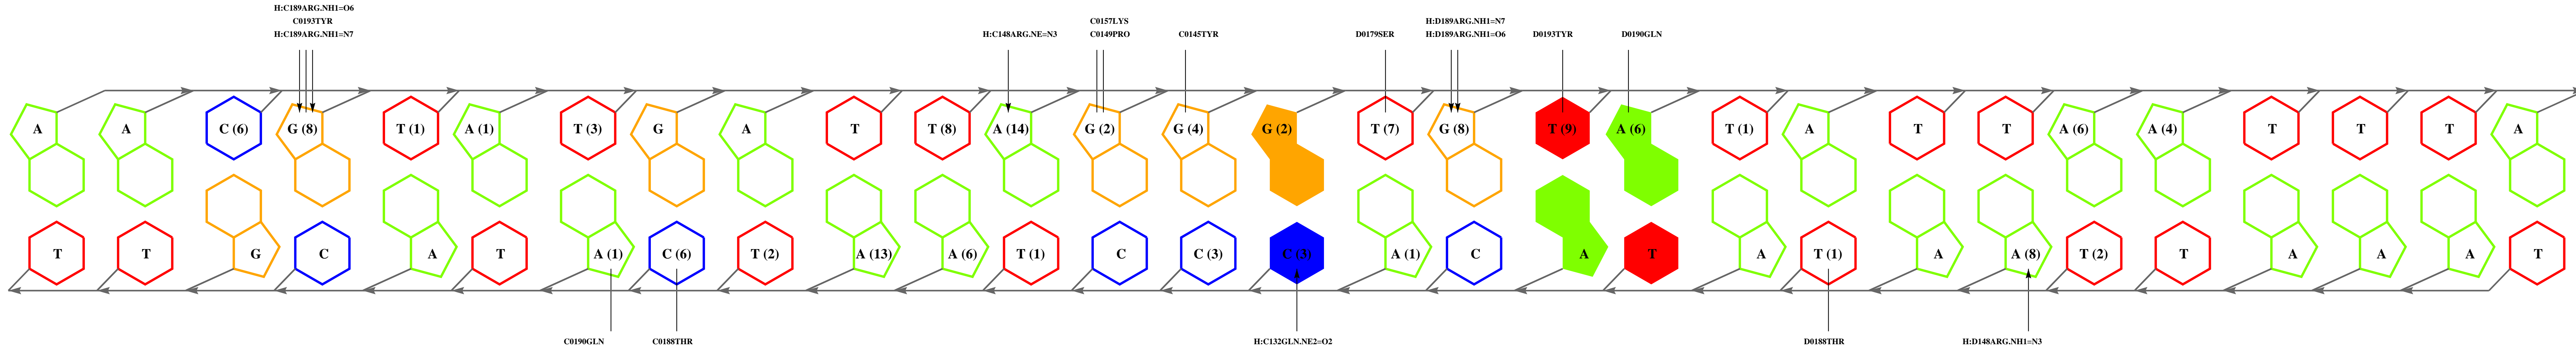 H:C189ARG.NH1=O6
C0193TYR C0157LYS H:D189ARG.NH1=N7
H:C189ARG.NH1=N7 H:C148ARG.NE=N3 C0149PRO C0145TYR D0179SER H:D189ARG.NH1=O6 D0193TYR D0190GLN
A A C (6) G (8) T (1) A (1) T (3) G A T T (8) A (14) G (2) G (4) G (2) T (7) G (8) T (9) A (6) T (1) A T T A (6) A (4) T T T A
T T G C A T A (1) C (6) T (2) A (13) A (6) T (1) C C (3) C (3) A (1) C A T A T (1) A A (8) T (2) T A A A T
C0190GLN C0188THR H:C132GLN.NE2=O2 D0188THR H:D148ARG.NH1=N3